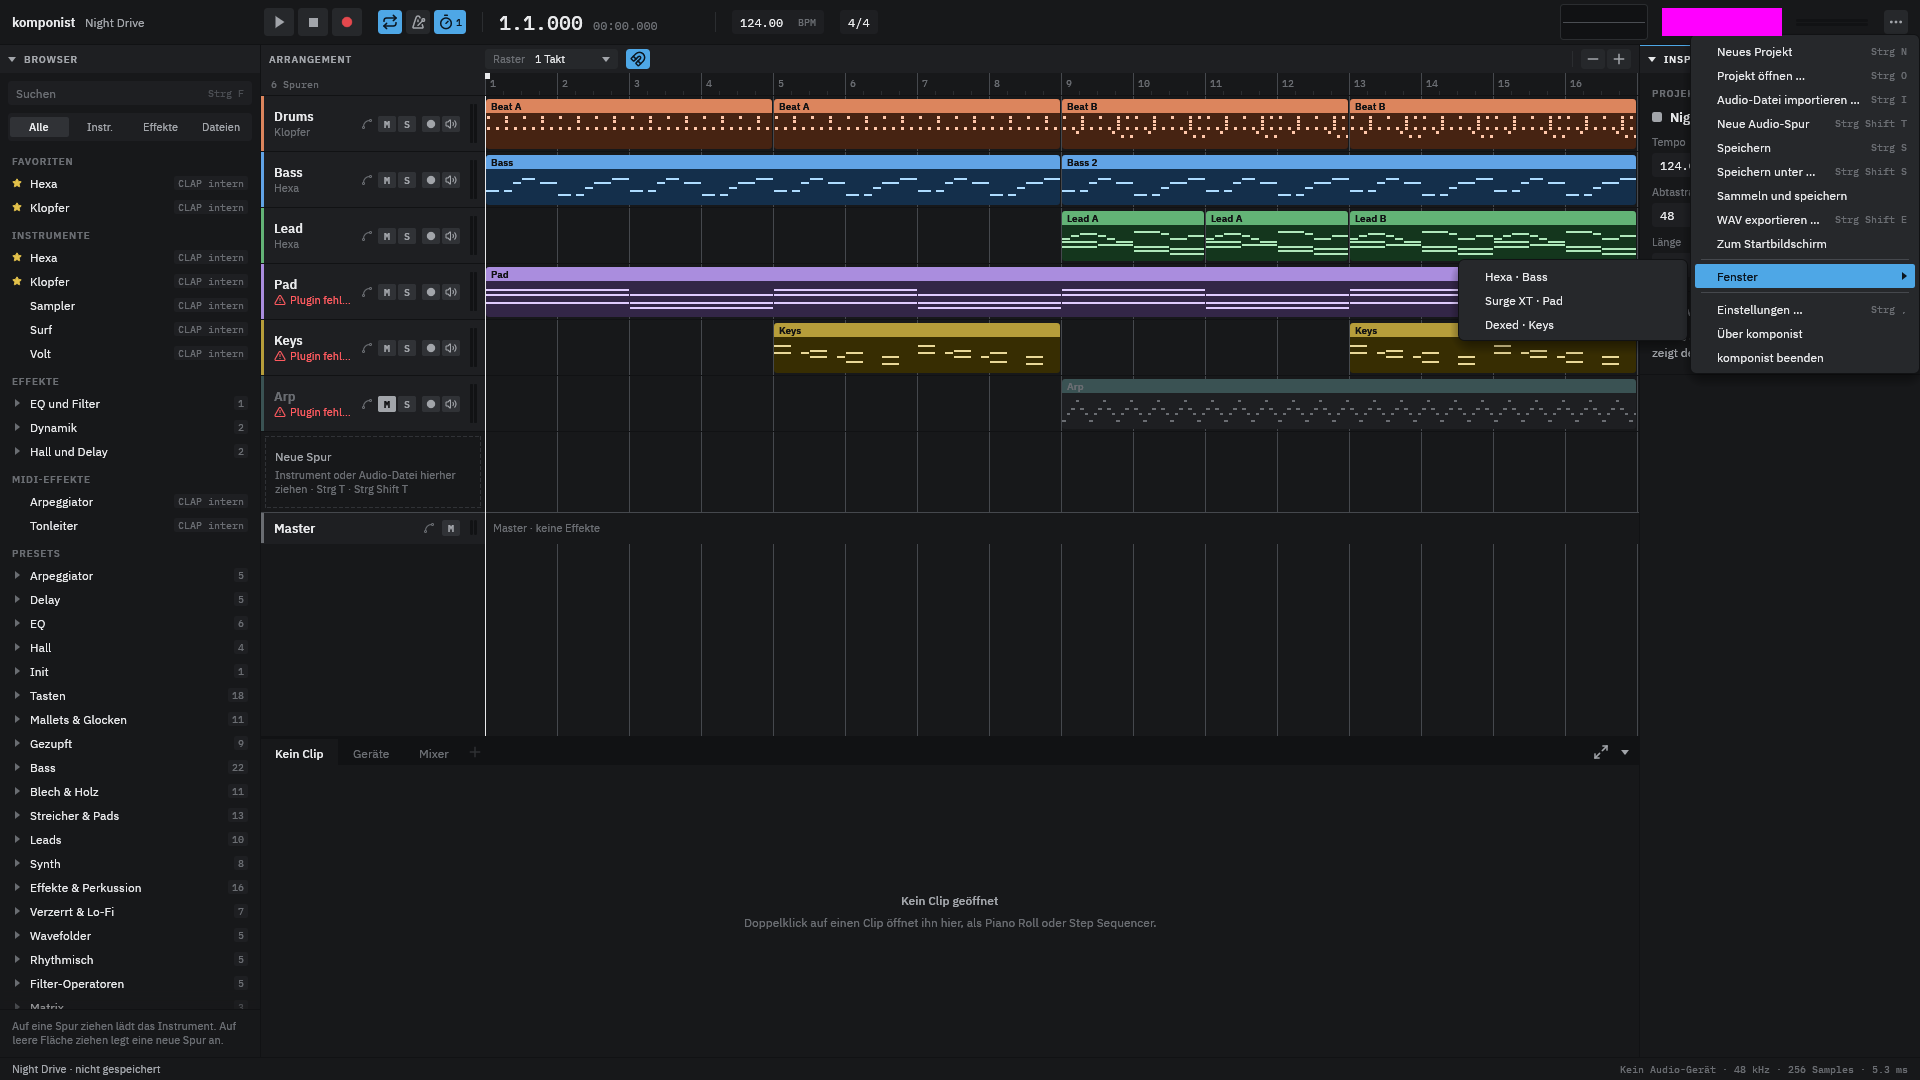 komponist Night Drive
1
1.1.000 00:00.000
124.00 BPM
4/4
BROWSER
Suchen Strg F
Alle Instr. Effekte Dateien
FAVORITEN
Hexa CLAP intern
Klopfer CLAP intern
INSTRUMENTE
Hexa CLAP intern
Klopfer CLAP intern
Sampler
Surf
Volt
EFFEKTE
EQ und Filter 1
Dynamik 2
Hall und Delay 2
MIDI-EFFEKTE
Arpeggiator CLAP intern
Tonleiter CLAP intern
PRESETS
Arpeggiator 5
Delay 5
EQ 6
Hall 4
Init 1
Tasten 18
Mallets & Glocken 11
Gezupft 9
Bass 22
Blech & Holz 11
Streicher & Pads 13
Leads 10
Synth 8
Effekte & Perkussion 16
Verzerrt & Lo-Fi 7
Wavefolder 5
Rhythmisch 5
Filter-Operatoren 5
Matrix 3
Auf eine Spur ziehen lädt das Instrument. Auf
leere Fläche ziehen legt eine neue Spur an.
ARRANGEMENT
Raster 1 Takt
6 Spuren
1 2 3 4 5 6 7 8 9 10 11 12 13 14 15 16
Drums
Klopfer
M S
Beat A Beat A Beat B Beat B
Bass
Hexa
M S
Bass Bass 2
Lead
Hexa
M S
Lead A Lead A Lead B
Pad
Plugin fehl...
M S
Pad
Keys
Plugin fehl...
M S
Keys Keys
Arp
Plugin fehl...
M S
Arp
Neue Spur
Instrument oder Audio-Datei hierher
ziehen · Strg T · Strg Shift T
Master M
Master · keine Effekte
Kein Clip Geräte Mixer
Kein Clip geöffnet
Doppelklick auf einen Clip öffnet ihn hier, als Piano Roll oder Step Sequencer.
INSP
PROJEK
Nig
Tempo
124.
Abtastra
48
Länge
zeigt de
Neues Projekt Strg N
Projekt öffnen ... Strg O
Audio-Datei importieren ... Strg I
Neue Audio-Spur Strg Shift T
Speichern Strg S
Speichern unter ... Strg Shift S
Sammeln und speichern
WAV exportieren ... Strg Shift E
Zum Startbildschirm
Fenster
Einstellungen ... Strg .
Über komponist
komponist beenden
Hexa · Bass
Surge XT · Pad
Dexed · Keys
Night Drive · nicht gespeichert
Kein Audio-Gerät · 48 kHz · 256 Samples · 5.3 ms